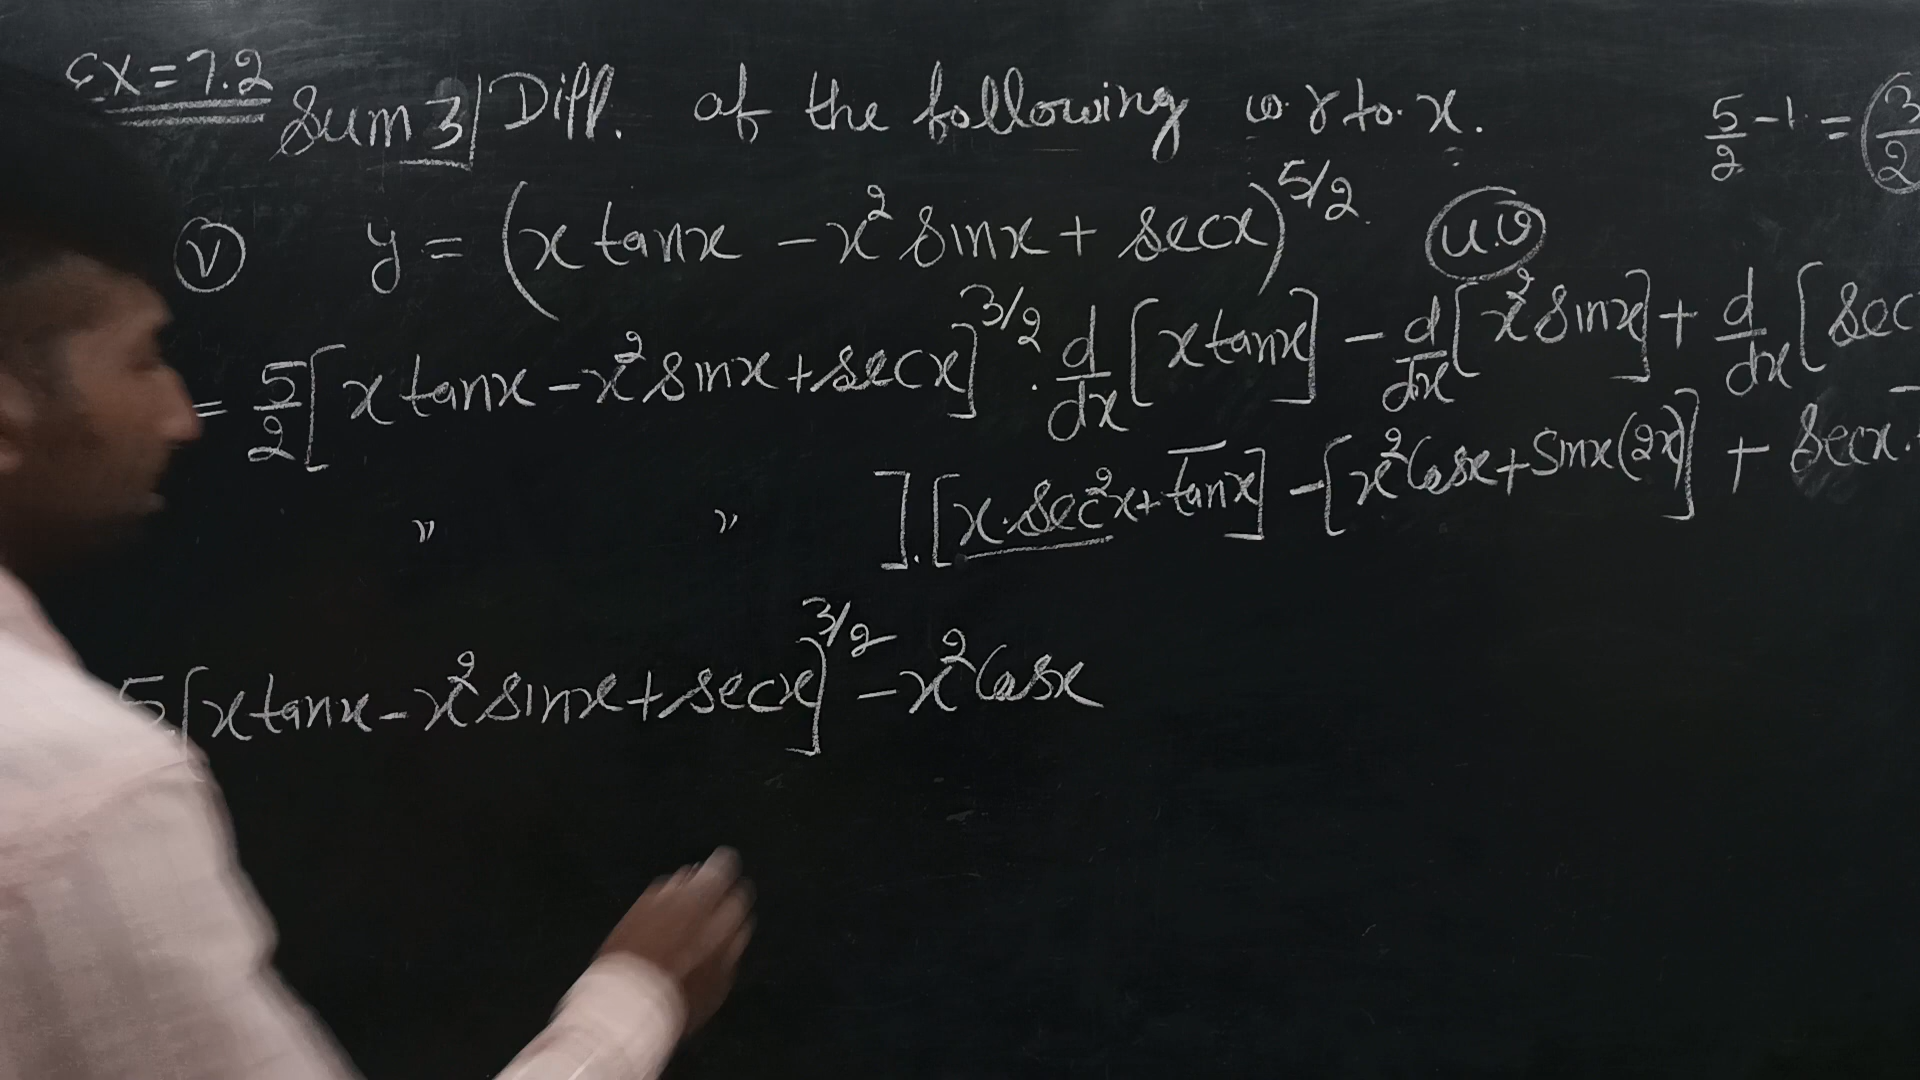 Ex=7.2
Sum 3| Diff. of the following w.r to. x.
5/2 - 1 = 3/2
(v) y = (x tanx - x² sinx + secx)^5/2 (u.v)
= 5/2 [x tanx - x² sinx + secx]^3/2 . d/dx [x tanx] - d/dx [x² sinx] + d/dx [sec
" " ].[x.sec²x + tanx] - [x² Cosx + Sinx(2x)] + Secx.
5 [x tanx - x² sinx + secx]^3/2 - x² Cosx